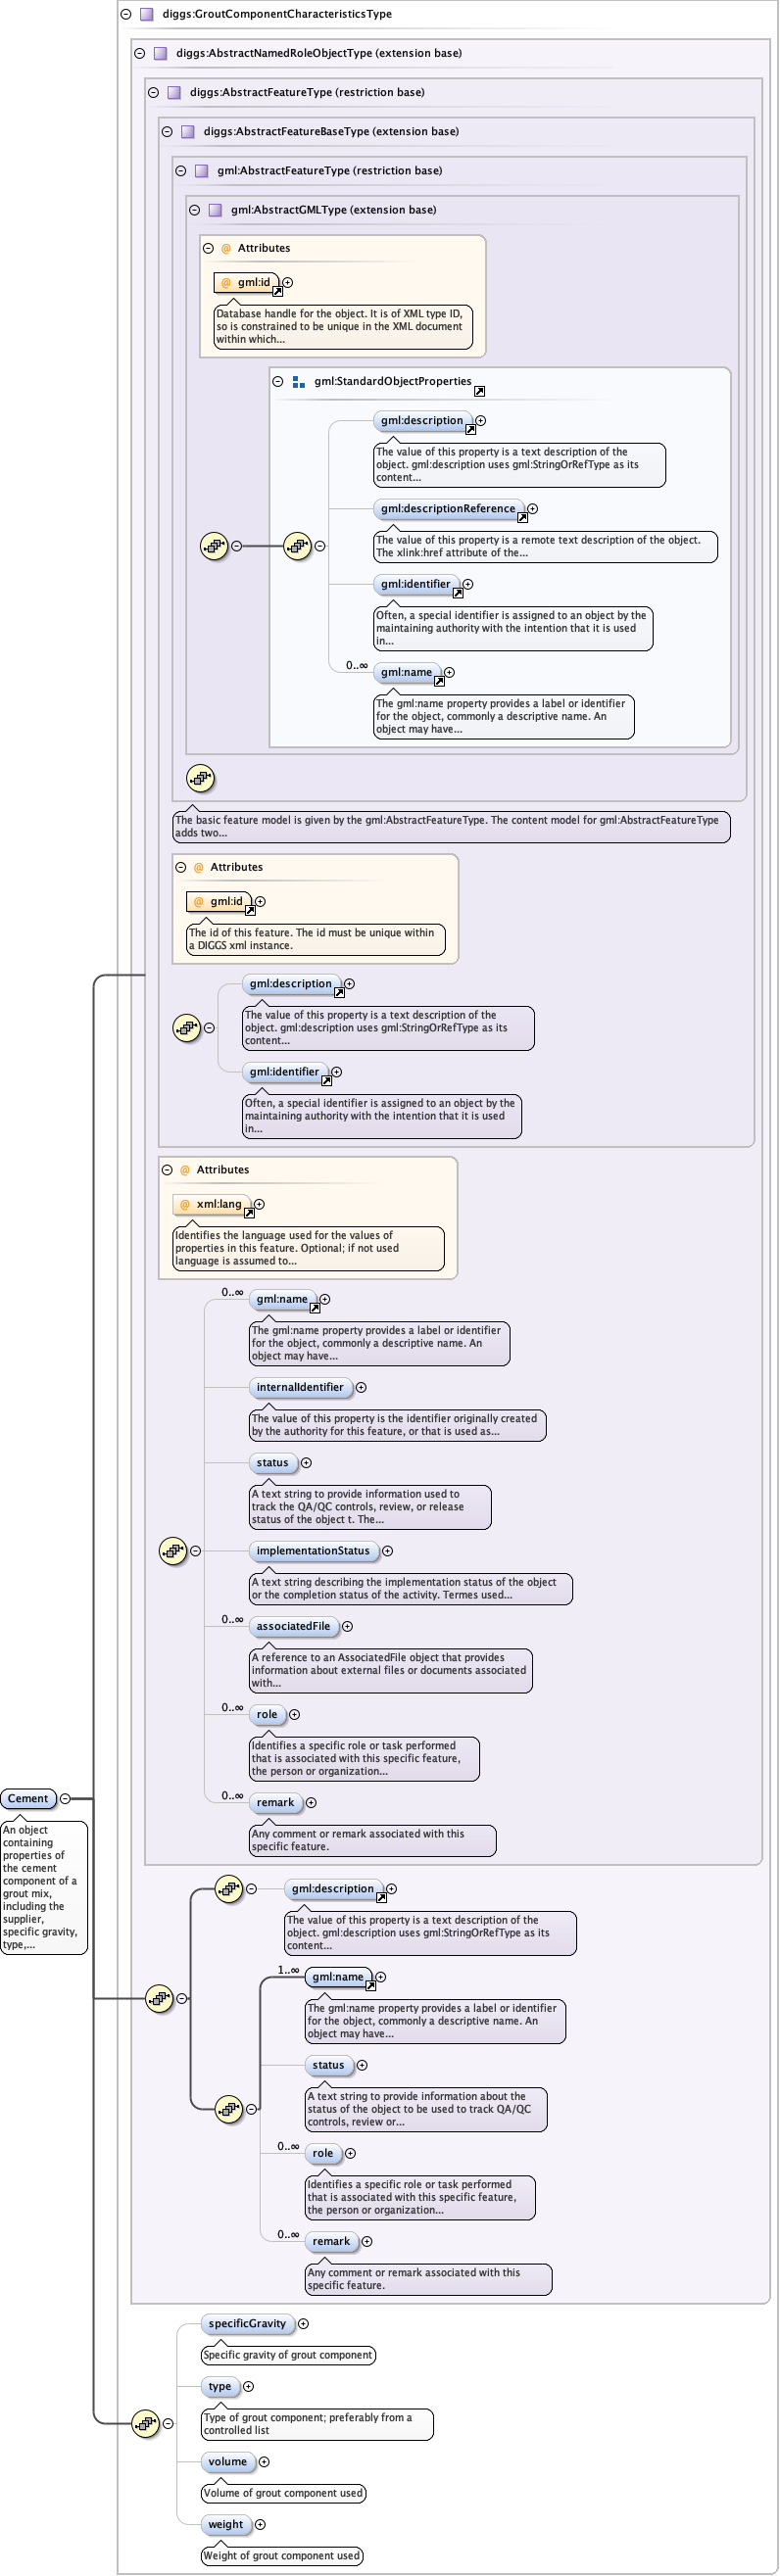 diggs:GroutComponentCharacteristicsType
diggs:AbstractNamedRoleObjectType (extension base)
diggs:AbstractFeatureType (restriction base)
diggs:AbstractFeatureBaseType (extension base)
gml:AbstractFeatureType (restriction base)
gml:AbstractGMLType (extension base)
@ Attributes
@ gml:id
Database handle for the object. It is of XML type ID,
so is constrained to be unique in the XML document
within which...
gml:StandardObjectProperties
gml:description
The value of this property is a text description of the
object. gml:description uses gml:StringOrRefType as its
content...
gml:descriptionReference
The value of this property is a remote text description of the object.
The xlink:href attribute of the...
gml:identifier
Often, a special identifier is assigned to an object by the
maintaining authority with the intention that it is used
in...
0..∞
gml:name
The gml:name property provides a label or identifier
for the object, commonly a descriptive name. An
object may have...
The basic feature model is given by the gml:AbstractFeatureType. The content model for gml:AbstractFeatureType
adds two...
@ Attributes
@ gml:id
The id of this feature. The id must be unique within
a DIGGS xml instance.
gml:description
The value of this property is a text description of the
object. gml:description uses gml:StringOrRefType as its
content...
gml:identifier
Often, a special identifier is assigned to an object by the
maintaining authority with the intention that it is used
in...
@ Attributes
@ xml:lang
Identifies the language used for the values of
properties in this feature. Optional; if not used
language is assumed to...
0..∞
gml:name
The gml:name property provides a label or identifier
for the object, commonly a descriptive name. An
object may have...
internalIdentifier
The value of this property is the identifier originally created
by the authority for this feature, or that is used as...
status
A text string to provide information used to
track the QA/QC controls, review, or release
status of the object t. The...
implementationStatus
A text string describing the implementation status of the object
or the completion status of the activity. Termes used...
0..∞
associatedFile
A reference to an AssociatedFile object that provides
information about external files or documents associated
with...
0..∞
role
Identifies a specific role or task performed
that is associated with this specific feature,
the person or organization...
0..∞
remark
Any comment or remark associated with this
specific feature.
Cement
An object
containing
properties of
the cement
component of a
grout mix,
including the
supplier,
specific gravity,
type,...
gml:description
The value of this property is a text description of the
object. gml:description uses gml:StringOrRefType as its
content...
1..∞
gml:name
The gml:name property provides a label or identifier
for the object, commonly a descriptive name. An
object may have...
status
A text string to provide information about the
status of the object to be used to track QA/QC
controls, review or...
0..∞
role
Identifies a specific role or task performed
that is associated with this specific feature,
the person or organization...
0..∞
remark
Any comment or remark associated with this
specific feature.
specificGravity
Specific gravity of grout component
type
Type of grout component; preferably from a
controlled list
volume
Volume of grout component used
weight
Weight of grout component used